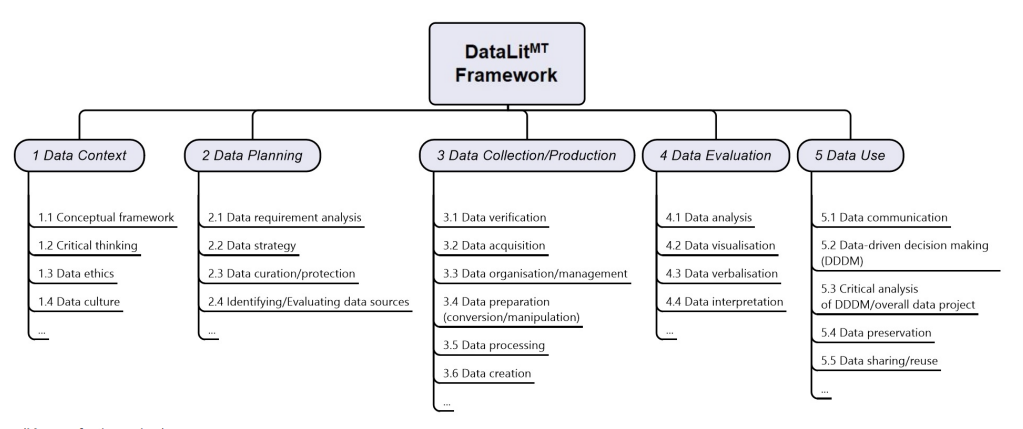 DataLitMT
Framework
1 Data Context
2 Data Planning
3 Data Collection/Production
4 Data Evaluation
5 Data Use
1.1 Conceptual framework
1.2 Critical thinking
1.3 Data ethics
1.4 Data culture
...
2.1 Data requirement analysis
2.2 Data strategy
2.3 Data curation/protection
2.4 Identifying/Evaluating data sources
...
3.1 Data verification
3.2 Data acquisition
3.3 Data organisation/management
3.4 Data preparation
(conversion/manipulation)
3.5 Data processing
3.6 Data creation
...
4.1 Data analysis
4.2 Data visualisation
4.3 Data verbalisation
4.4 Data interpretation
...
5.1 Data communication
5.2 Data-driven decision making
(DDDM)
5.3 Critical analysis
of DDDM/overall data project
5.4 Data preservation
5.5 Data sharing/reuse
...